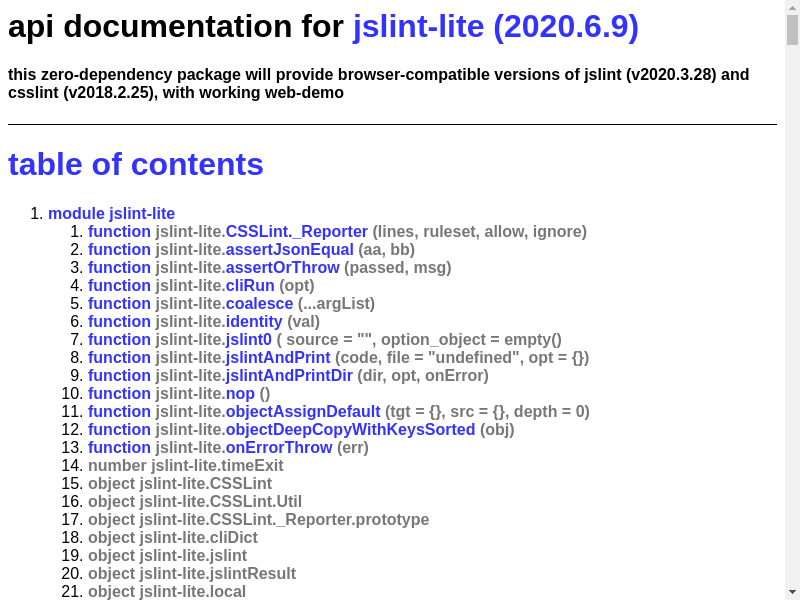 api documentation for jslint-lite (2020.6.9)
this zero-dependency package will provide browser-compatible versions of jslint (v2020.3.28) and
csslint (v2018.2.25), with working web-demo
table of contents
1. module jslint-lite
1. function jslint-lite.CSSLint._Reporter (lines, ruleset, allow, ignore)
2. function jslint-lite.assertJsonEqual (aa, bb)
3. function jslint-lite.assertOrThrow (passed, msg)
4. function jslint-lite.cliRun (opt)
5. function jslint-lite.coalesce (...argList)
6. function jslint-lite.identity (val)
7. function jslint-lite.jslint0 ( source = "", option_object = empty()
8. function jslint-lite.jslintAndPrint (code, file = "undefined", opt = {})
9. function jslint-lite.jslintAndPrintDir (dir, opt, onError)
10. function jslint-lite.nop ()
11. function jslint-lite.objectAssignDefault (tgt = {}, src = {}, depth = 0)
12. function jslint-lite.objectDeepCopyWithKeysSorted (obj)
13. function jslint-lite.onErrorThrow (err)
14. number jslint-lite.timeExit
15. object jslint-lite.CSSLint
16. object jslint-lite.CSSLint.Util
17. object jslint-lite.CSSLint._Reporter.prototype
18. object jslint-lite.cliDict
19. object jslint-lite.jslint
20. object jslint-lite.jslintResult
21. object jslint-lite.local